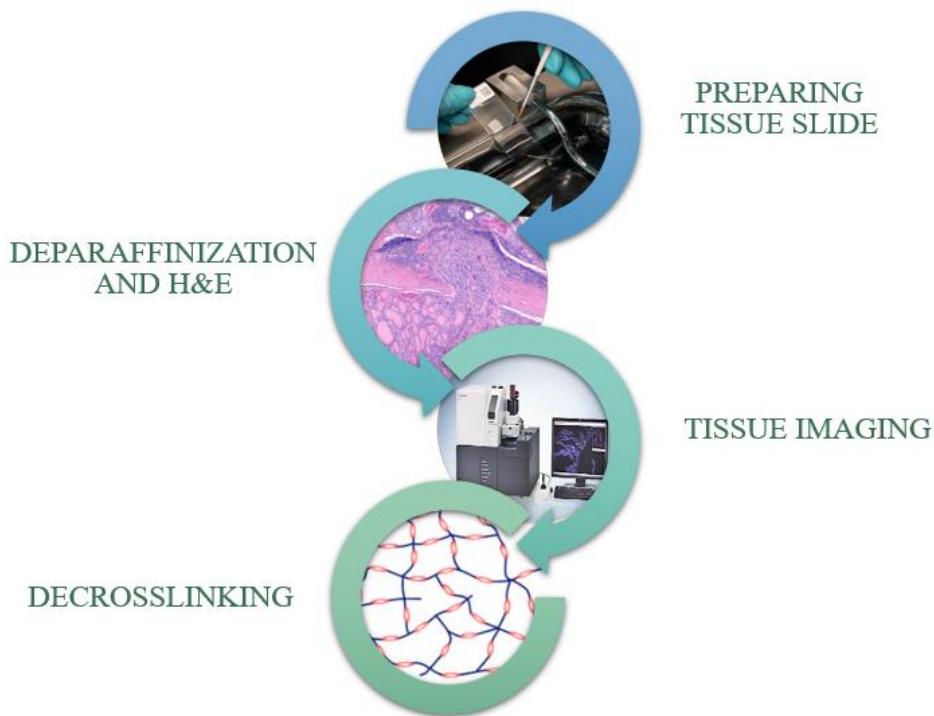 PREPARING
TISSUE SLIDE
DEPARAFFINIZATION
AND H&E
TISSUE IMAGING
DECROSSLINKING